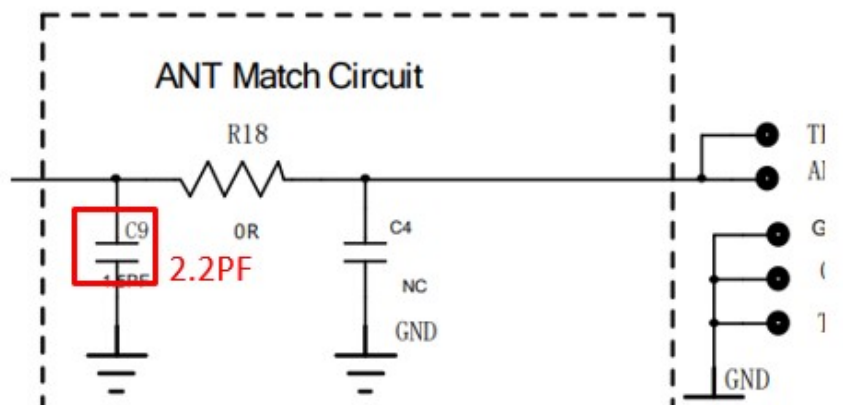 ANT Match Circuit
R18
C9
0R
C4
2.2PF
NC
GND
GND